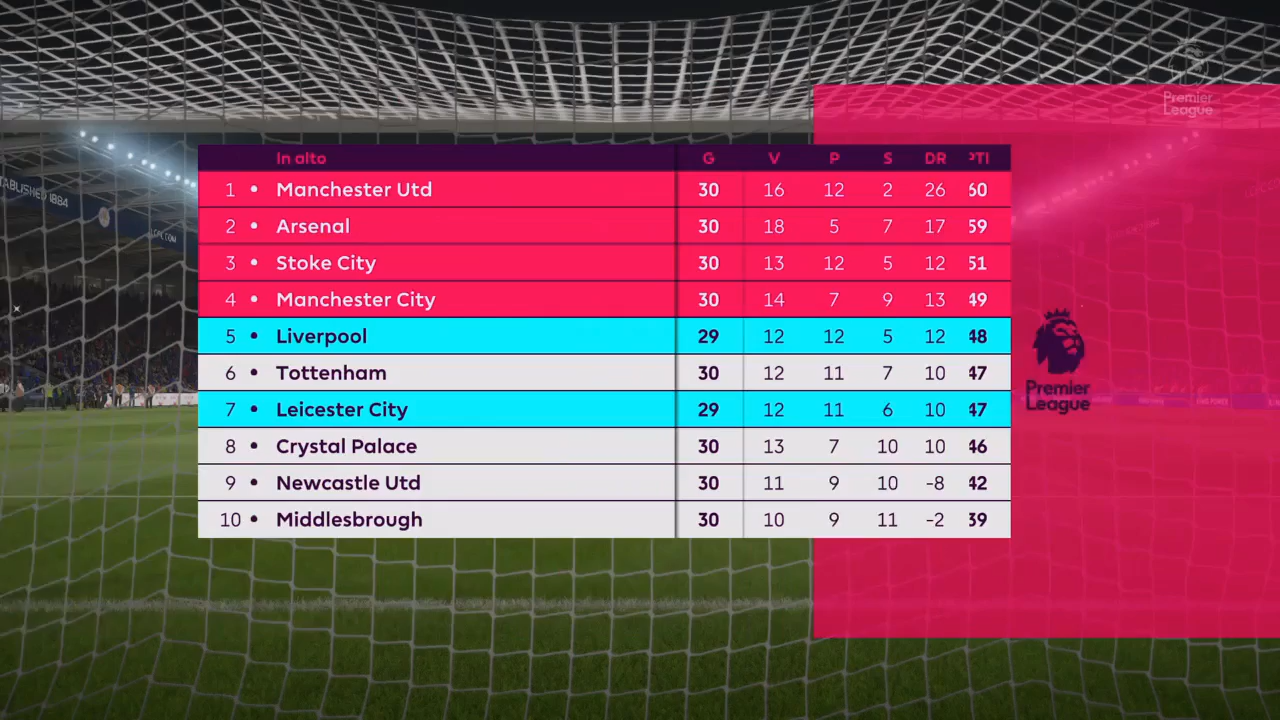 Premier
League
ABLISHED 1884
LCFC.COM
In alto G V P S DR PTI
1 • Manchester Utd 30 16 12 2 26 60
2 • Arsenal 30 18 5 7 17 59
3 • Stoke City 30 13 12 5 12 51
4 • Manchester City 30 14 7 9 13 49
5 • Liverpool 29 12 12 5 12 48
6 • Tottenham 30 12 11 7 10 47
7 • Leicester City 29 12 11 6 10 47
8 • Crystal Palace 30 13 7 10 10 46
9 • Newcastle Utd 30 11 9 10 -8 42
10 • Middlesbrough 30 10 9 11 -2 39
Premier
League